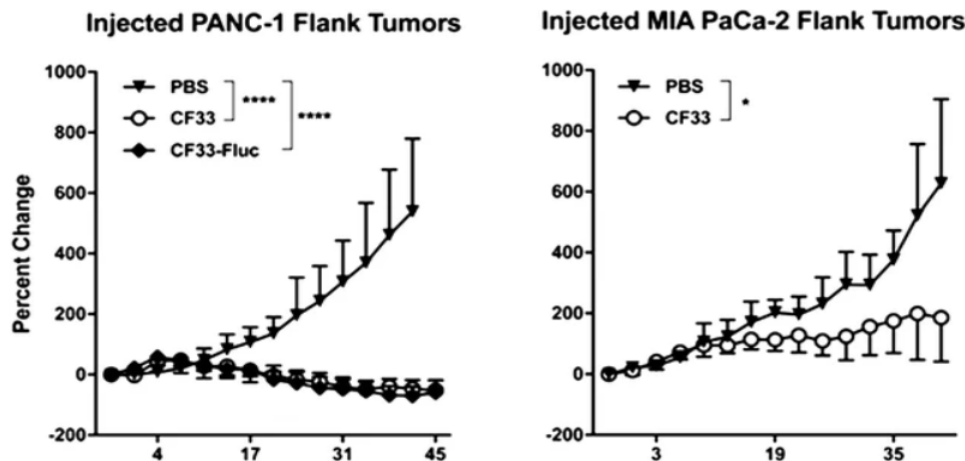 Injected PANC-1 Flank Tumors
1000
800
600
400
200
0
-200
Percent Change
PBS
CF33
CF33-Fluc
****
****
4 17 31 45
Injected MIA PaCa-2 Flank Tumors
1000
800
600
400
200
0
-200
PBS
CF33
*
3 19 35